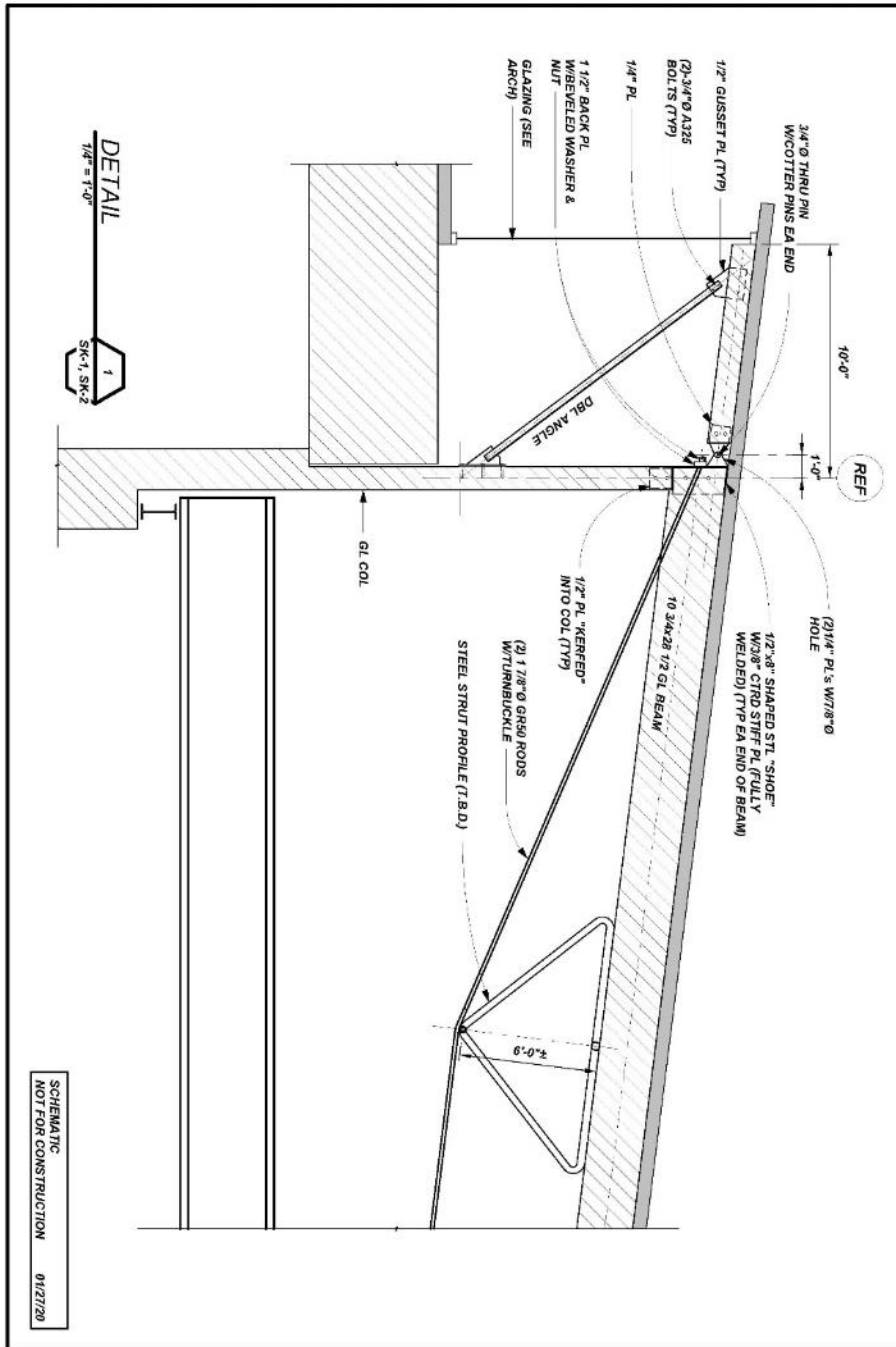 3/4"Ø THRU PIN
W/COTTER PINS EA END
1/2" GUSSET PL (TYP)
(2)-3/4"Ø A325
BOLTS (TYP)
1/4" PL
1 1/2" BACK PL
W/BEVELED WASHER &
NUT
GLAZING (SEE
ARCH)
10'-0"
1'-0"
REF
DBL ANGLE
(2)1/4" PL's W/7/8"Ø
HOLE
1/2"x8" SHAPED STL "SHOE"
W/3/8" CTRD STIFF PL (FULLY
WELDED) (TYP EA END OF BEAM)
10 3/4x28 1/2 GL BEAM
1/2" PL "KERFED"
INTO COL (TYP)
GL COL
(2) 1 7/8"Ø GR50 RODS
W/TURNBUCKLE
STEEL STRUT PROFILE (T.B.D.)
6'-0"±
DETAIL
1/4" = 1'-0"
1
SK-1, SK-2
SCHEMATIC
NOT FOR CONSTRUCTION 01/27/20